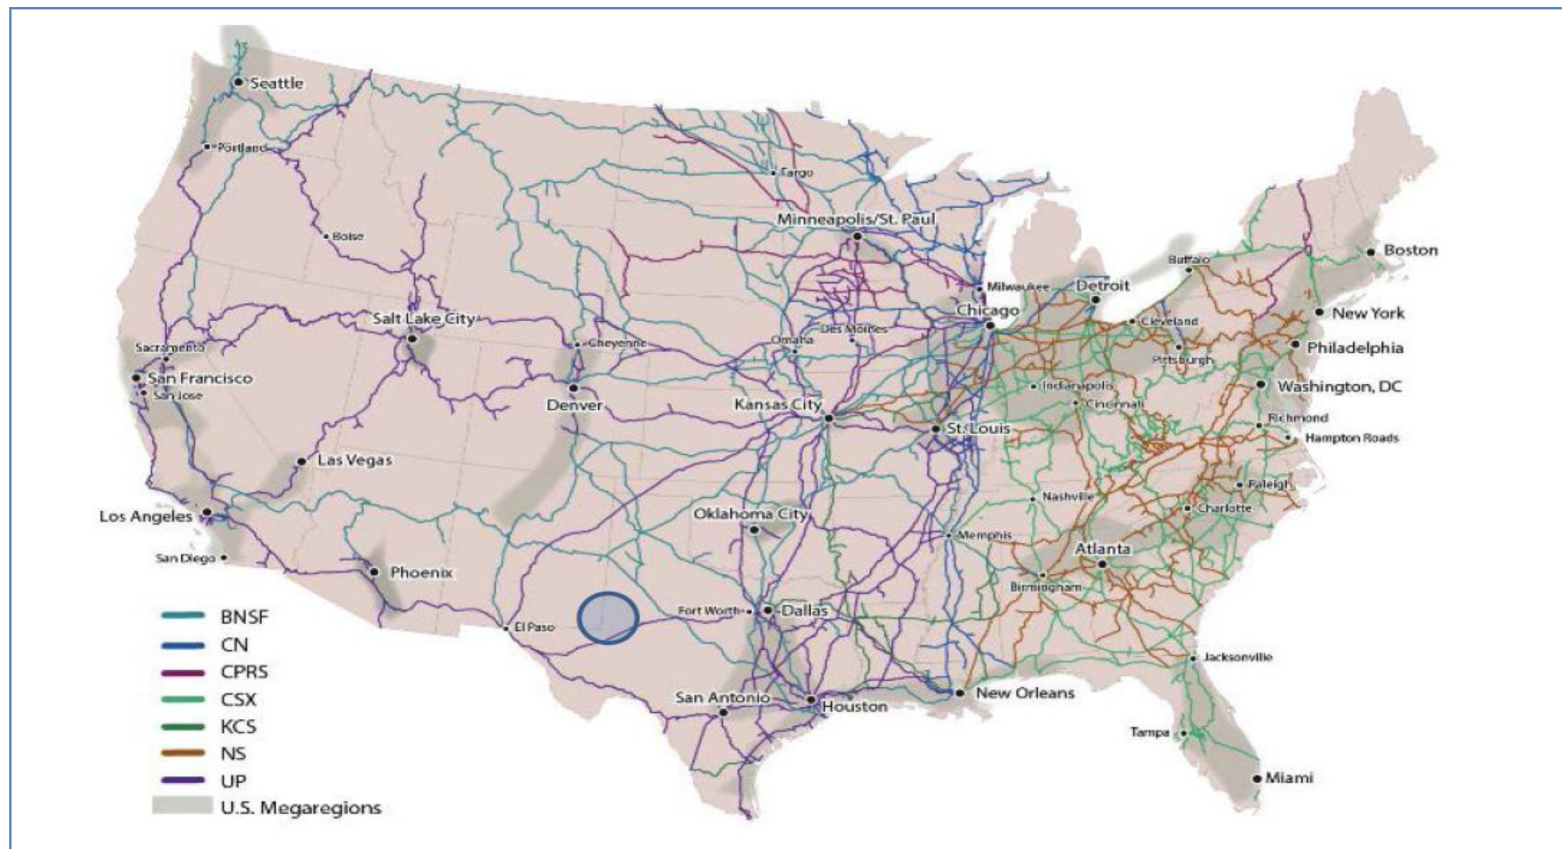 Seattle
Portland
Fargo
Minneapolis/St. Paul
Boise
Boston
Buffalo
Milwaukee
Detroit
Chicago
New York
Salt Lake City
Cleveland
Des Moines
Omaha
Cheyenne
Sacramento
Philadelphia
Pittsburgh
San Francisco
San Jose
Indianapolis
Washington, DC
Denver
Kansas City
Cincinnati
Richmond
St. Louis
Hampton Roads
Las Vegas
Raleigh
Nashville
Charlotte
Los Angeles
Oklahoma City
Memphis
San Diego
Phoenix
Atlanta
Birmingham
Fort Worth
Dallas
El Paso
Jacksonville
San Antonio
Houston
New Orleans
Tampa
Miami
BNSF
CN
CPRS
CSX
KCS
NS
UP
U.S. Megaregions